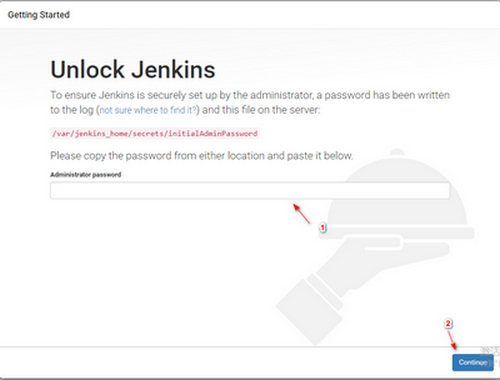 Getting Started
Unlock Jenkins
To ensure Jenkins is securely set up by the administrator, a password has been written
to the log (not sure where to find it?) and this file on the server:
/var/jenkins_home/secrets/initialAdminPassword
Please copy the password from either location and paste it below.
Administrator password
1
2
Continue